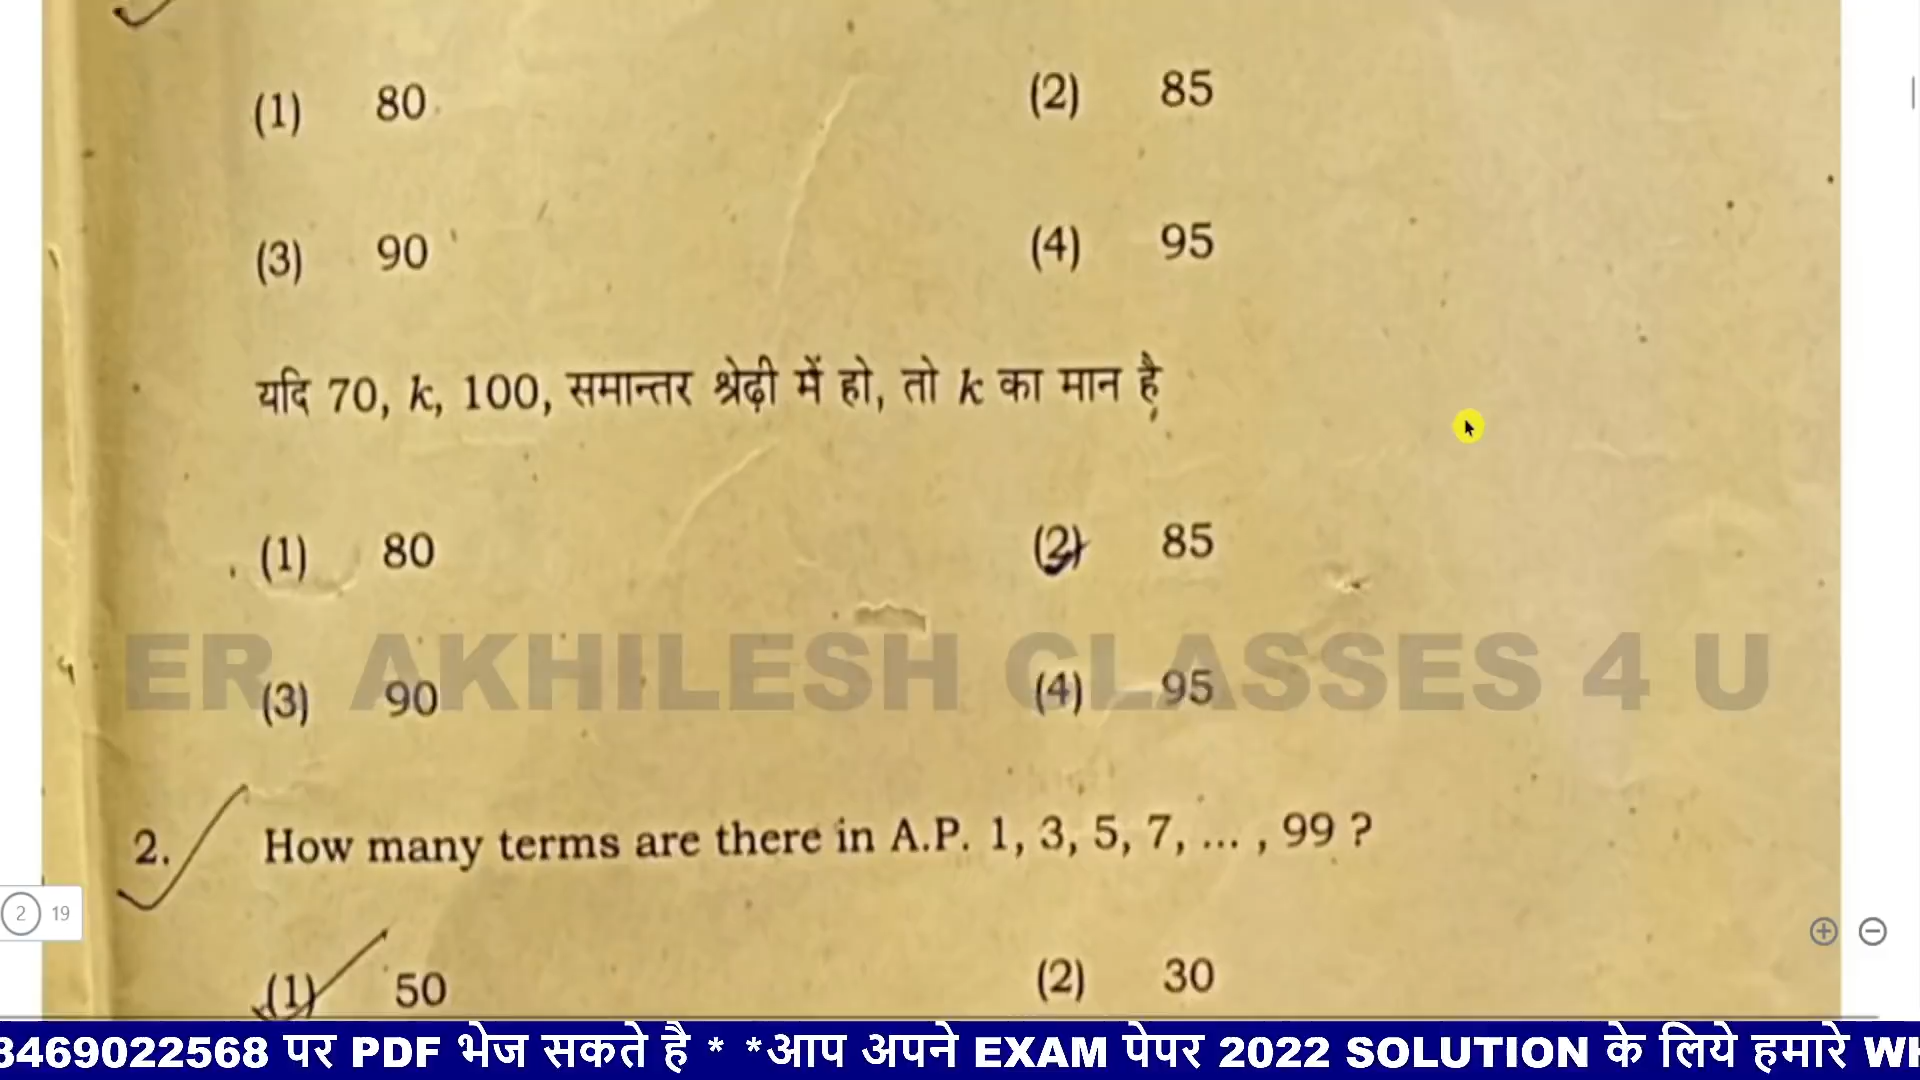 (1) 80 (2) 85
(3) 90 (4) 95
यदि 70, k, 100, समान्तर श्रेढ़ी में हो, तो k का मान है
(1) 80 (2) 85
(3) 90 (4) 95
ER. AKHILESH CLASSES 4 U
2. How many terms are there in A.P. 1, 3, 5, 7, ... , 99 ?
2 19
(1) 50 (2) 30
8469022568 पर PDF भेज सकते है * *आप अपने EXAM पेपर 2022 SOLUTION के लिये हमारे